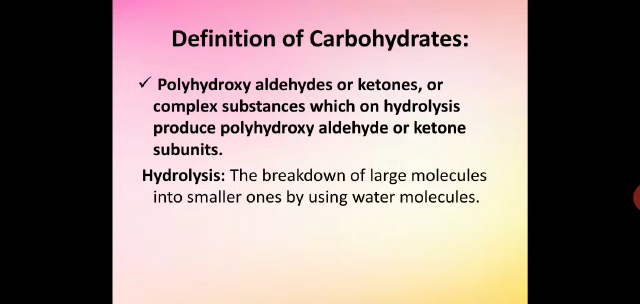 Definition of Carbohydrates:
✓ Polyhydroxy aldehydes or ketones, or
complex substances which on hydrolysis
produce polyhydroxy aldehyde or ketone
subunits.
Hydrolysis: The breakdown of large molecules
into smaller ones by using water molecules.